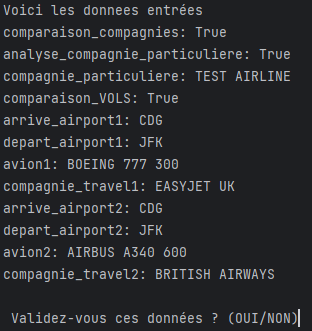 Voici les donnees entrées
comparaison_compagnies: True
analyse_compagnie_particuliere: True
compagnie_particuliere: TEST AIRLINE
comparaison_VOLS: True
arrive_airport1: CDG
depart_airport1: JFK
avion1: BOEING 777 300
compagnie_travel1: EASYJET UK
arrive_airport2: CDG
depart_airport2: JFK
avion2: AIRBUS A340 600
compagnie_travel2: BRITISH AIRWAYS
Validez-vous ces données ? (OUI/NON)